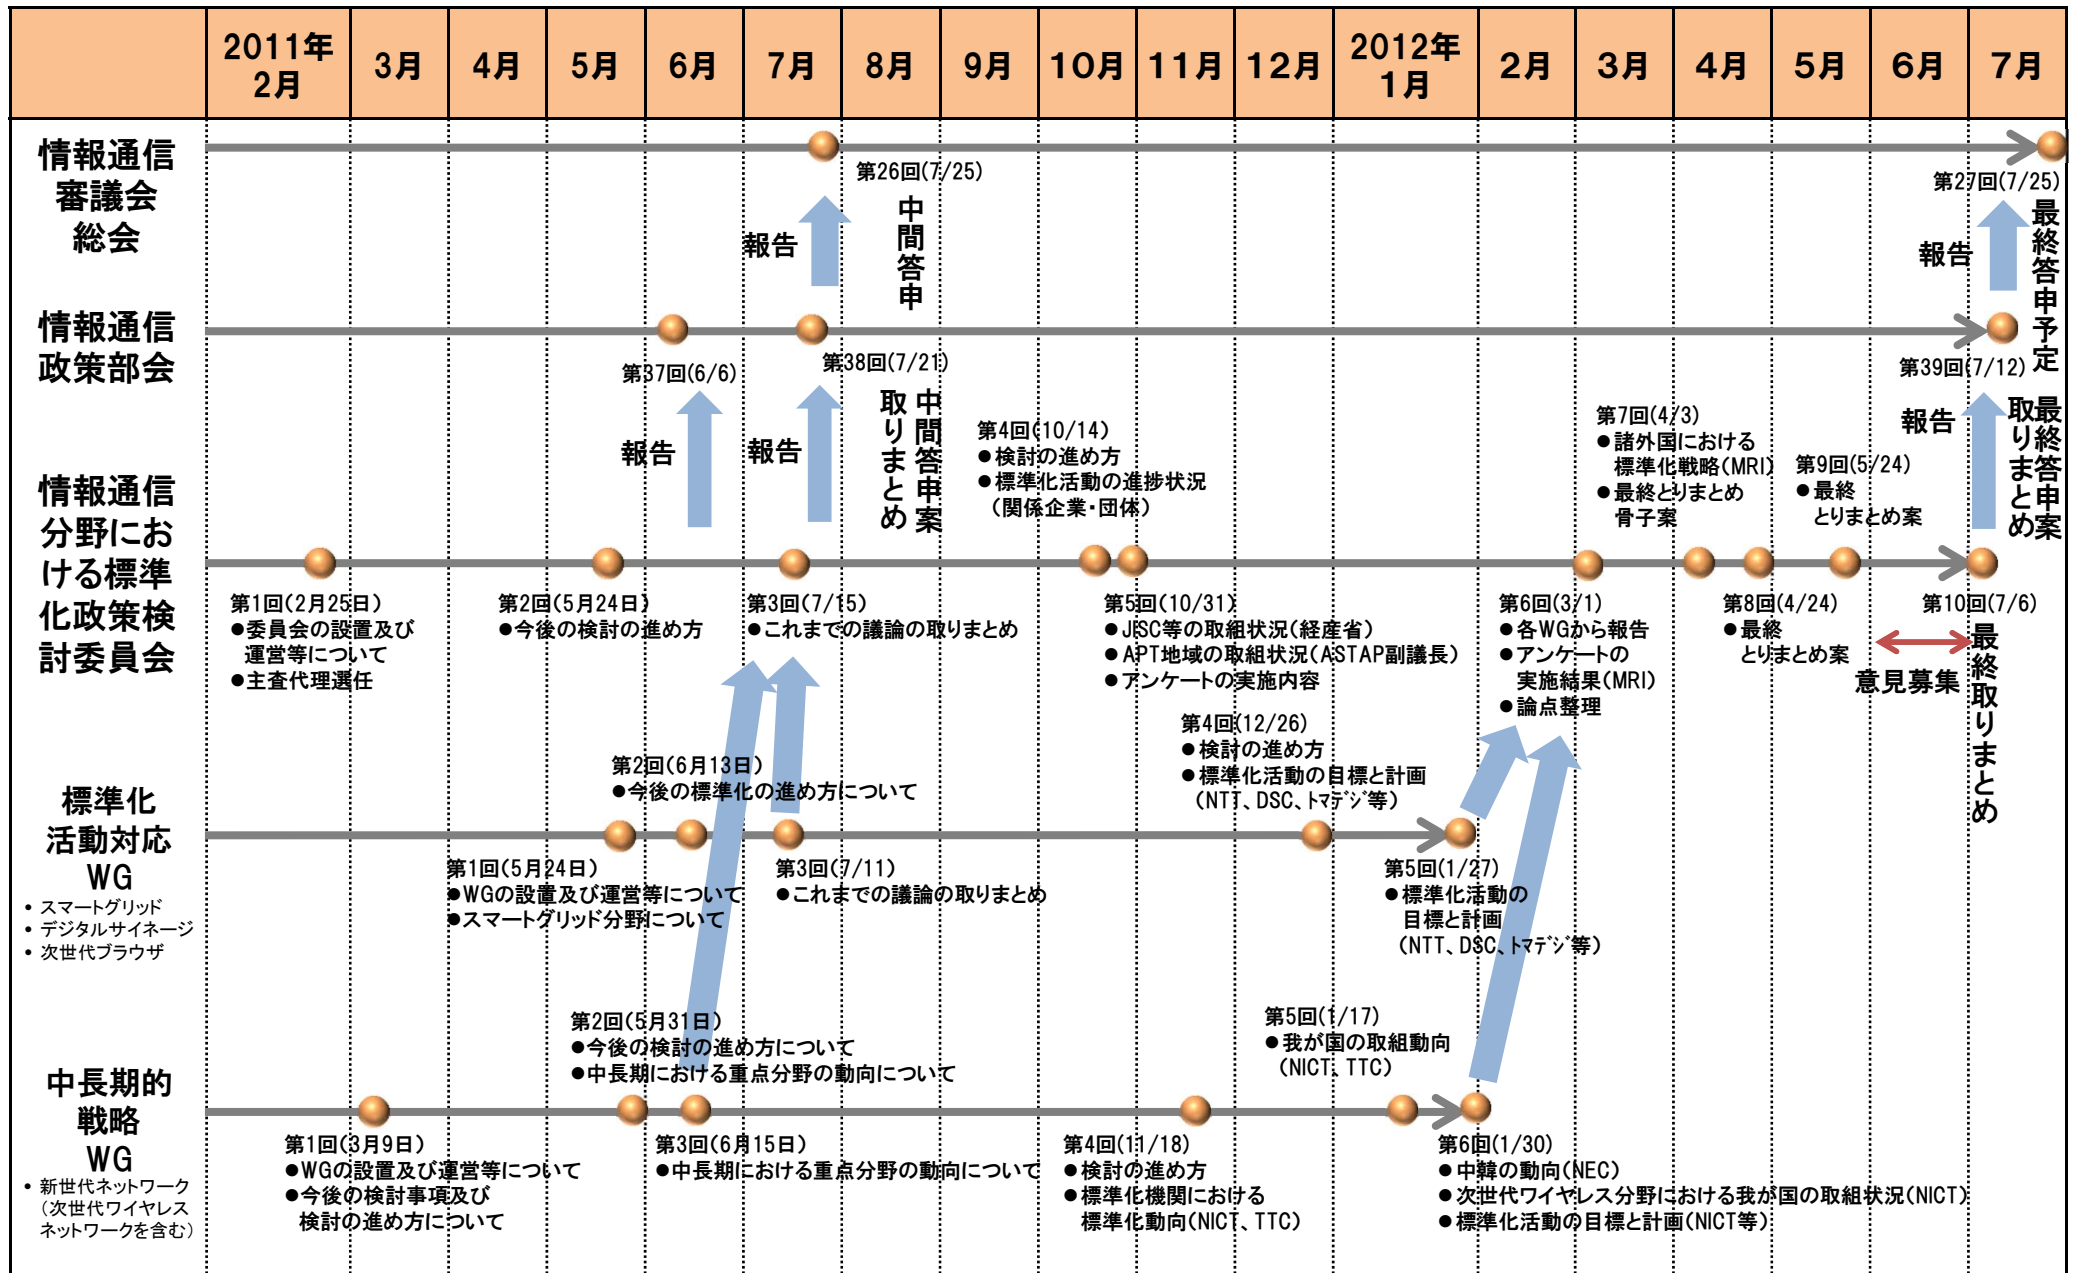 2011年
2月
3月
4月
5月
6月
7月
8月
9月
10月
11月
12月
2012年
1月
2月
3月
4月
5月
6月
7月
情報通信
審議会
総会
第26回(7/25)
中間答申
報告
第27回(7/25)
最終答申予定
報告
情報通信
政策部会
第37回(6/6)
第38回(7/21)
第39回(7/12)
報告
報告
中間答申案
取りまとめ
報告
最終答申案
取りまとめ
情報通信
分野にお
ける標準
化政策検
討委員会
第4回(10/14)
●検討の進め方
●標準化活動の進捗状況
(関係企業・団体)
第7回(4/3)
●諸外国における
標準化戦略(MRI)
●最終とりまとめ
骨子案
第9回(5/24)
●最終
とりまとめ案
第1回(2月25日)
●委員会の設置及び
運営等について
●主査代理選任
第2回(5月24日)
●今後の検討の進め方
第3回(7/15)
●これまでの議論の取りまとめ
第5回(10/31)
●JISC等の取組状況(経産省)
●APT地域の取組状況(ASTAP副議長)
●アンケートの実施内容
第6回(3/1)
●各WGから報告
●アンケートの
実施結果(MRI)
●論点整理
第8回(4/24)
●最終
とりまとめ案
第10回(7/6)
意見募集
最終取りまとめ
標準化
活動対応
WG
• スマートグリッド
• デジタルサイネージ
• 次世代ブラウザ
第2回(6月13日)
●今後の標準化の進め方について
第4回(12/26)
●検討の進め方
●標準化活動の目標と計画
(NTT、DSC、ﾄﾏﾃﾞｼﾞ等)
第1回(5月24日)
●WGの設置及び運営等について
●スマートグリッド分野について
第3回(7/11)
●これまでの議論の取りまとめ
第5回(1/27)
●標準化活動の
目標と計画
(NTT、DSC、ﾄﾏﾃﾞｼﾞ等)
中長期的
戦略
WG
• 新世代ネットワーク
(次世代ワイヤレス
ネットワークを含む)
第2回(5月31日)
●今後の検討の進め方について
●中長期における重点分野の動向について
第5回(1/17)
●我が国の取組動向
(NICT、TTC)
第1回(3月9日)
●WGの設置及び運営等について
●今後の検討事項及び
検討の進め方について
第3回(6月15日)
●中長期における重点分野の動向について
第4回(11/18)
●検討の進め方
●標準化機関における
標準化動向(NICT、TTC)
第6回(1/30)
●中韓の動向(NEC)
●次世代ワイヤレス分野における我が国の取組状況(NICT)
●標準化活動の目標と計画(NICT等)